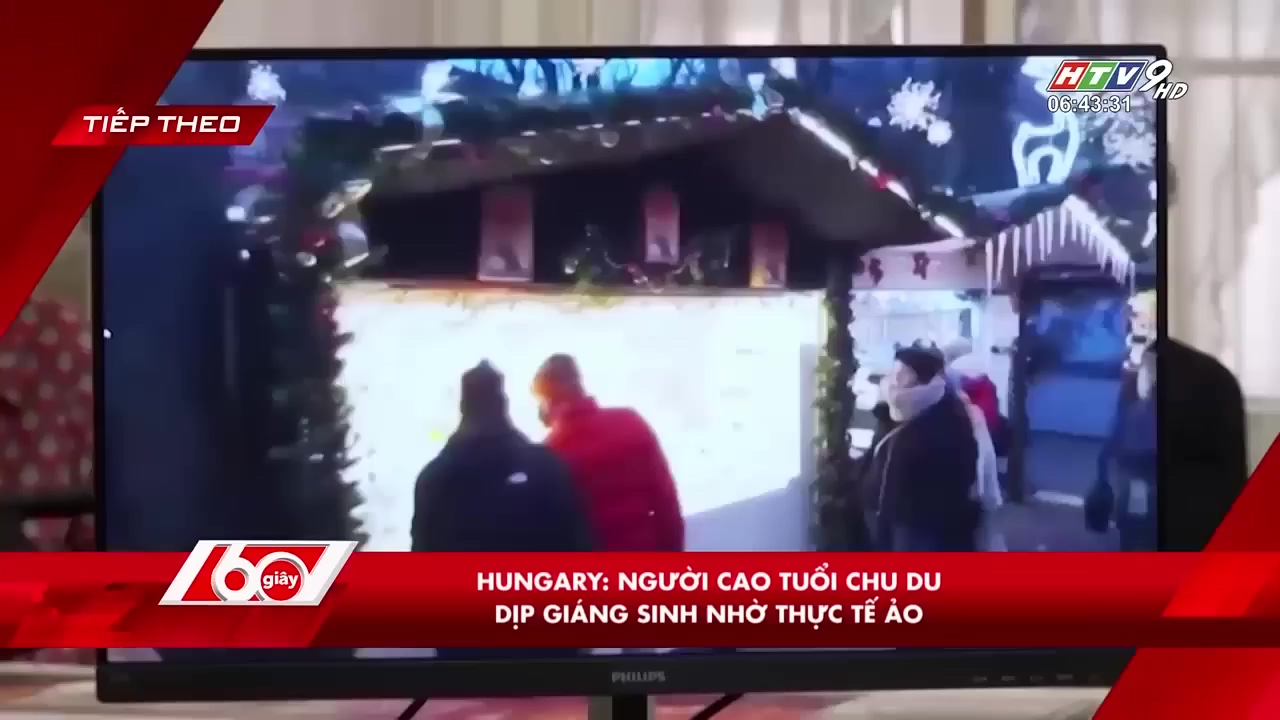 HTV9
HD
06:43:31
TIẾP THEO
60
giây
HUNGARY: NGƯỜI CAO TUỔI CHU DU
DỊP GIÁNG SINH NHỜ THỰC TẾ ẢO
PHILIPS